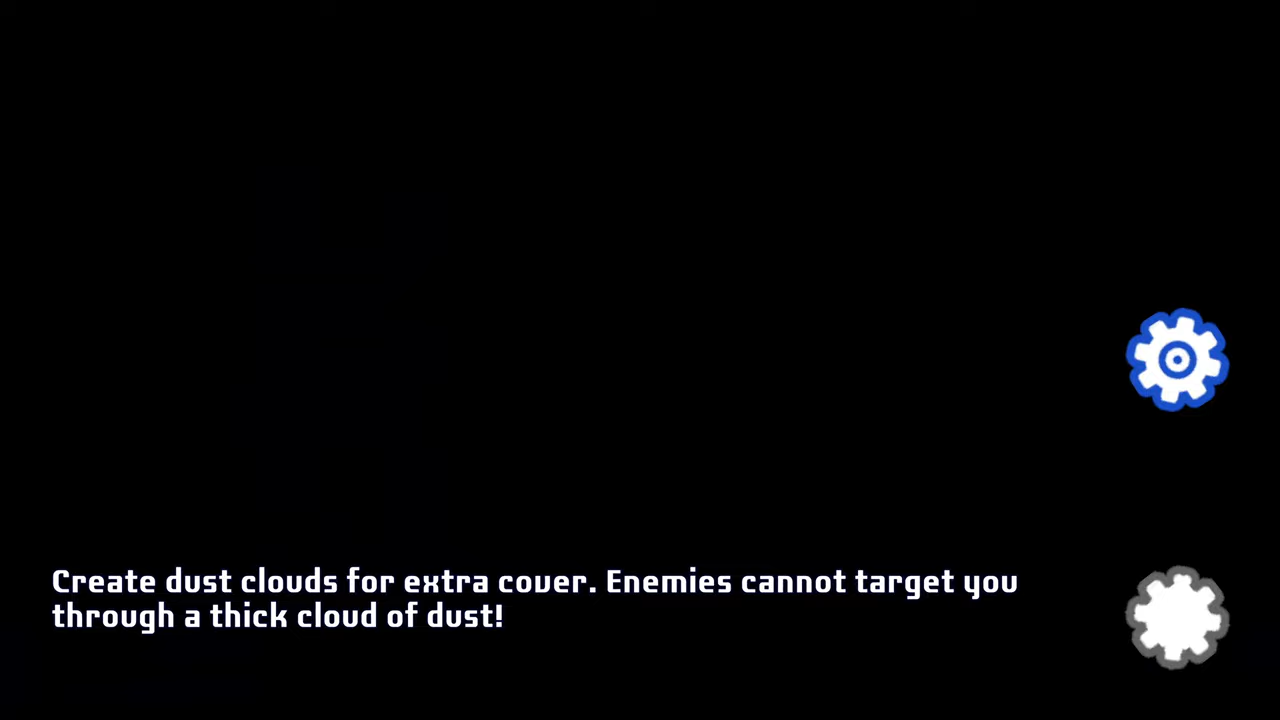 Create dust clouds for extra cover. Enemies cannot target you
through a thick cloud of dust!